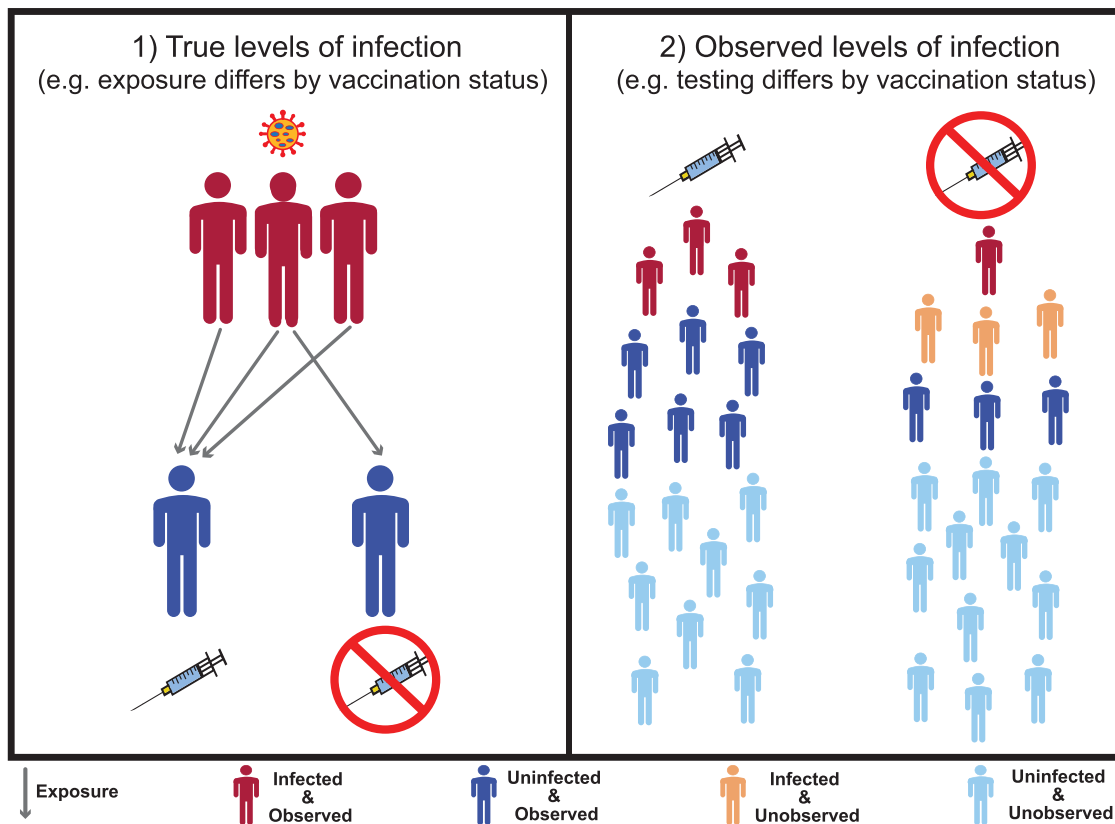 1) True levels of infection
(e.g. exposure differs by vaccination status)
2) Observed levels of infection
(e.g. testing differs by vaccination status)
Exposure
Infected
&
Observed
Uninfected
&
Observed
Infected
&
Unobserved
Uninfected
&
Unobserved